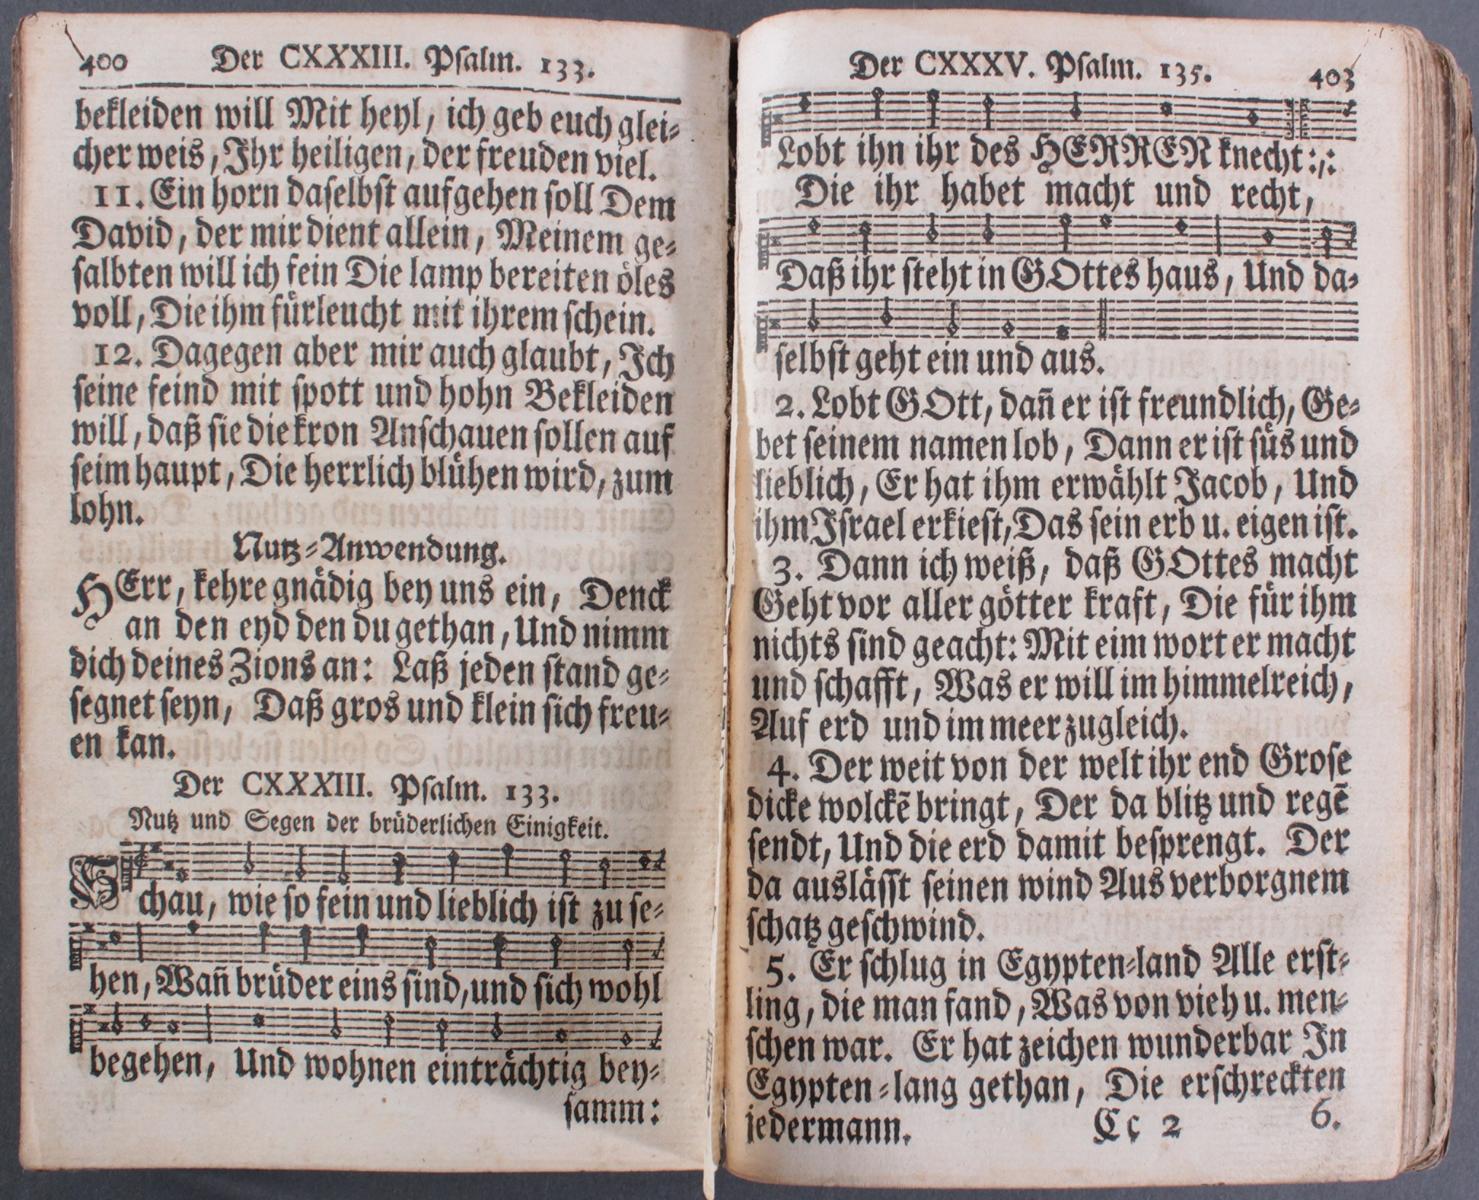 400 Der CXXXIII. Psalm. 133.
bekleiden will Mit heyl, ich geb euch glei⸗
cher weis, Ihr heiligen, der freuden viel.
11. Ein horn daselbst aufgehen soll Dem
David, der mir dient allein, Meinem ge⸗
salbten will ich fein Die lamp bereiten öles
voll, Die ihm fürleucht mit ihrem schein.
12. Dagegen aber mir auch glaubt, Ich
seine feind mit spott und hohn Bekleiden
will, daß sie die kron Anschauen sollen auf
seim haupt, Die herrlich blühen wird, zum
lohn.
Nutz⸗Anwendung.
HErr, kehre gnädig bey uns ein, Denck
an den eyd den du gethan, Und nimm
dich deines Zions an: Laß jeden stand ge⸗
segnet seyn, Daß gros und klein sich freu⸗
en kan.
Der CXXXIII. Psalm. 133.
Nutz und Segen der brüderlichen Einigkeit.
Schau, wie so fein und lieblich ist zu se⸗
hen, Wañ brüder eins sind, und sich wohl
begehen, Und wohnen einträchtig bey⸗
samm:
Der CXXXV. Psalm. 135. 403
Lobt ihn ihr des HERREN knecht:,:
Die ihr habet macht und recht,
Daß ihr steht in GOttes haus, Und da⸗
selbst geht ein und aus.
2. Lobt GOtt, dañ er ist freundlich, Ge⸗
bet seinem namen lob, Dann er ist süs und
lieblich, Er hat ihm erwählt Jacob, Und
ihm Israel erkiest, Das sein erb u. eigen ist.
3. Dann ich weiß, daß GOttes macht
Geht vor aller götter kraft, Die für ihm
nichts sind geacht: Mit eim wort er macht
und schafft, Was er will im himmelreich,
Auf erd und im meer zugleich.
4. Der weit von der welt ihr end Grose
dicke wolckẽ bringt, Der da blitz und regẽ
sendt, Und die erd damit besprengt. Der
da auslässt seinen wind Aus verborgnem
schatz geschwind.
5. Er schlug in Egypten⸗land Alle erst⸗
ling, die man fand, Was von vieh u. men⸗
schen war. Er hat zeichen wunderbar In
Egypten⸗lang gethan, Die erschreckten
jedermann. Cc 2 6.